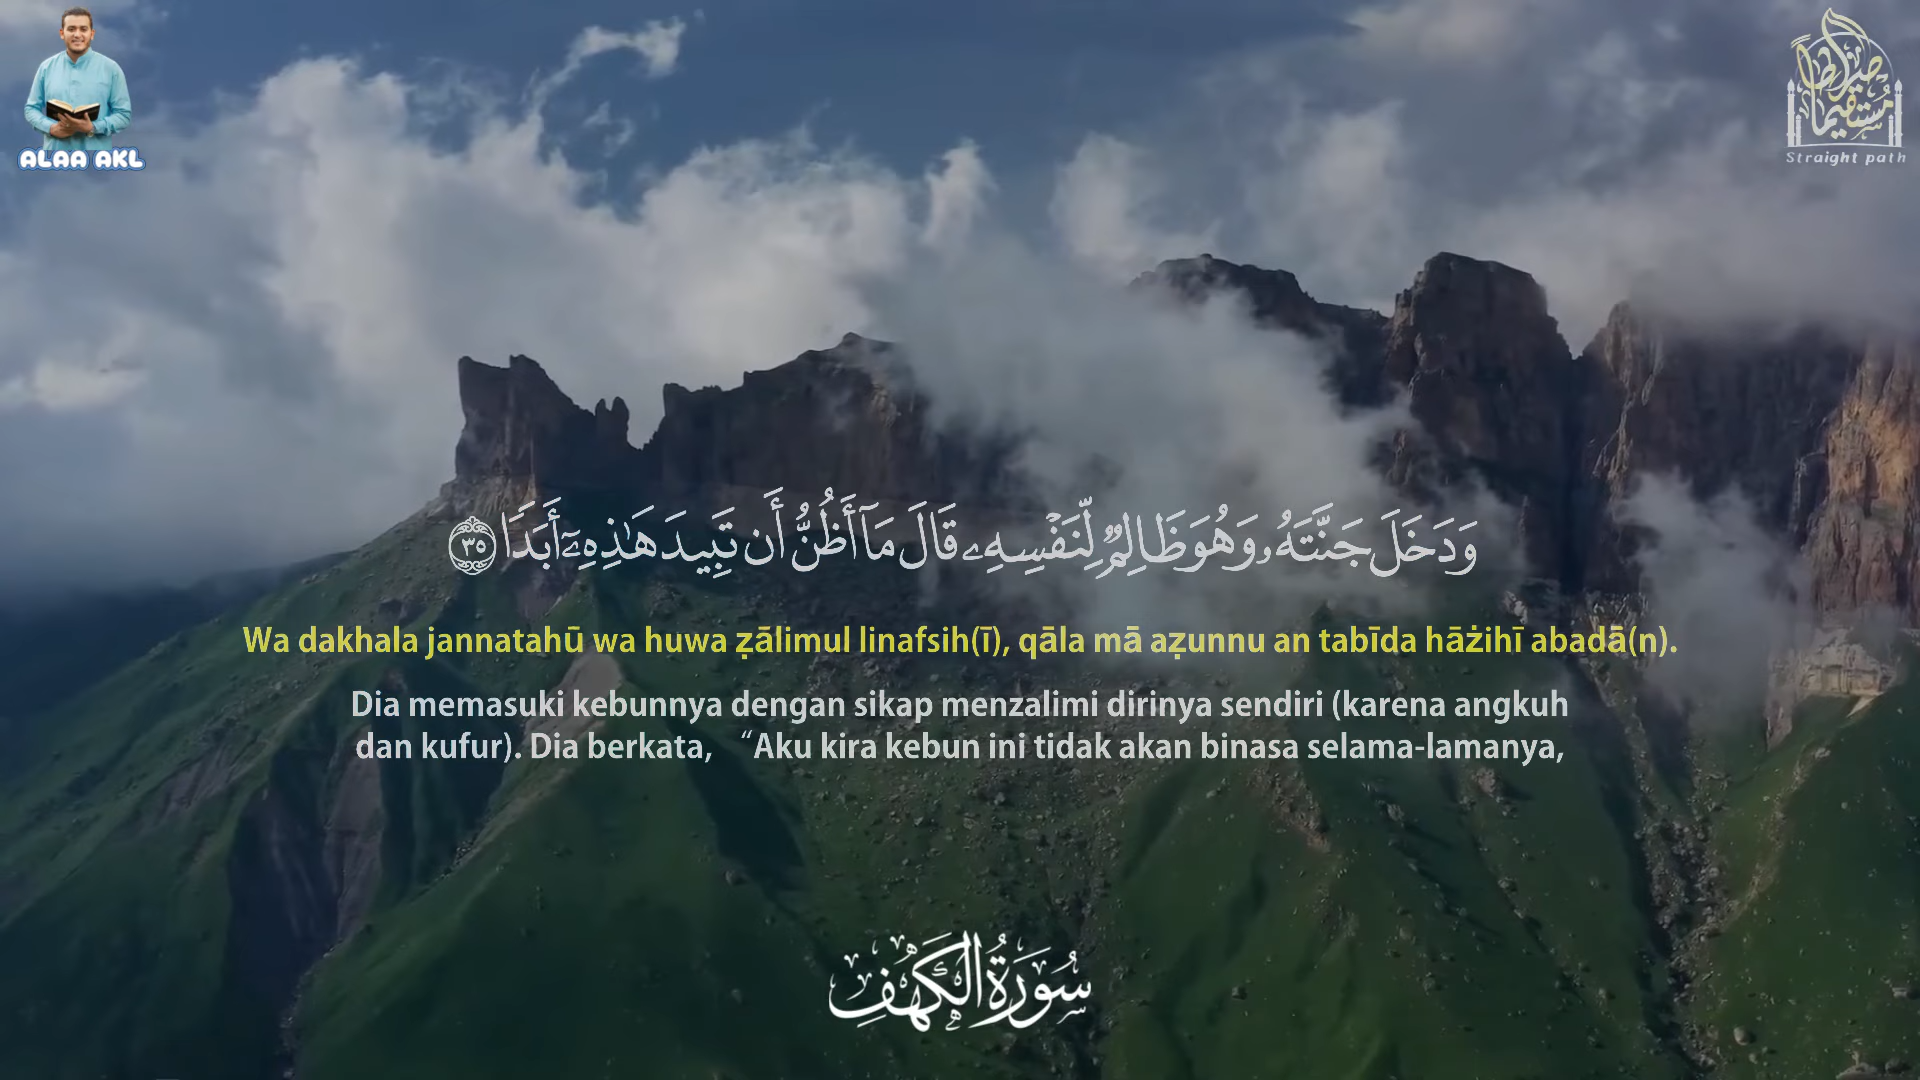 ALAA AKL
صراطا مستقيما
Straight path
وَدَخَلَ جَنَّتَهُۥ وَهُوَ ظَالِمٌ لِّنَفْسِهِۦ قَالَ مَآ أَظُنُّ أَن تَبِيدَ هَٰذِهِۦٓ أَبَدًا ٣٥
Wa dakhala jannatahū wa huwa ẓālimul linafsih(ī), qāla mā aẓunnu an tabīda hāżihī abadā(n).
Dia memasuki kebunnya dengan sikap menzalimi dirinya sendiri (karena angkuh
dan kufur). Dia berkata, “Aku kira kebun ini tidak akan binasa selama-lamanya,
سُورَةُ الكَهْفِ